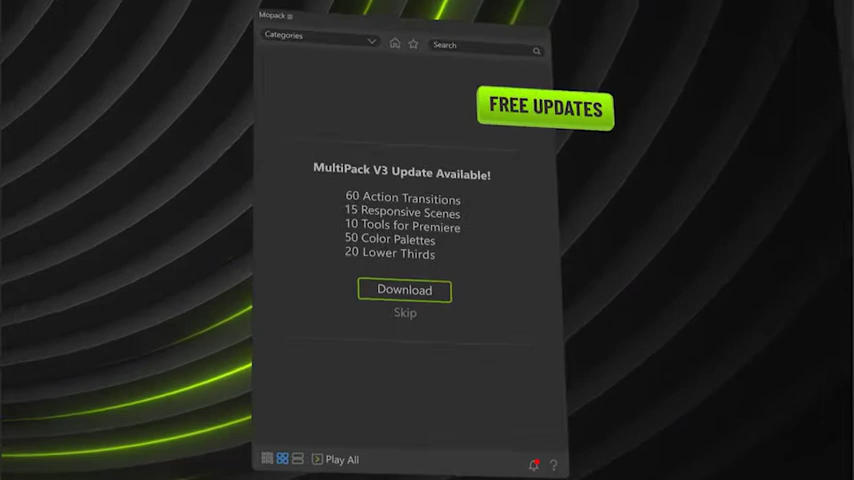 Mopack
Categories
Search
FREE UPDATES
MultiPack V3 Update Available!
60 Action Transitions
15 Responsive Scenes
10 Tools for Premiere
50 Color Palettes
20 Lower Thirds
Download
Skip
Play All
?